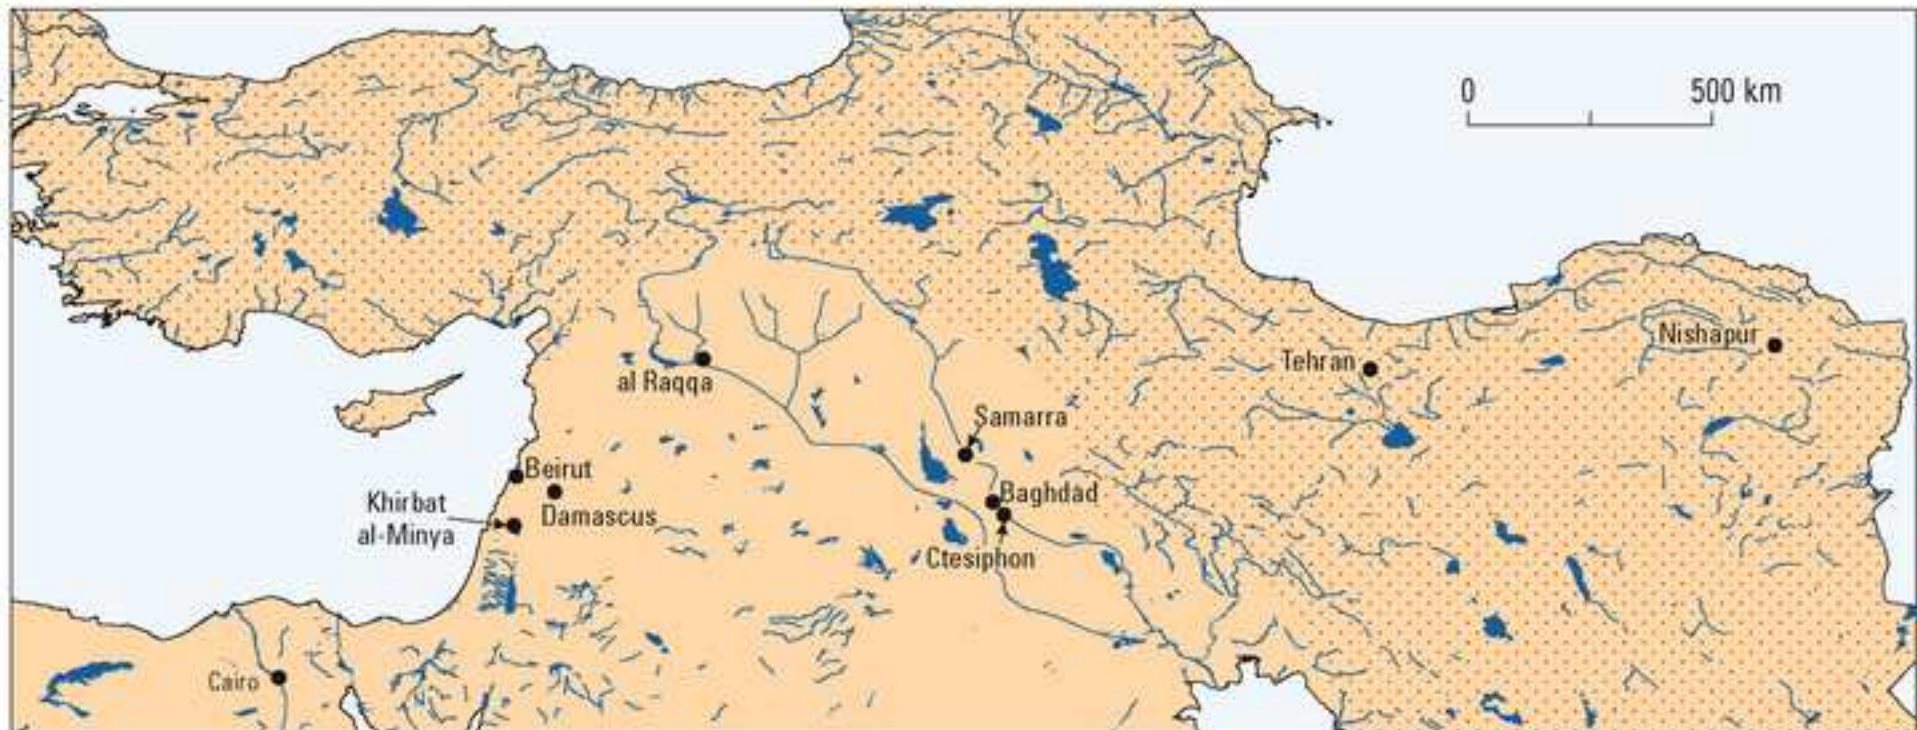 0 500 km
Nishapur
Tehran
al Raqqa
Samarra
Beirut
Baghdad
Khirbat
al-Minya
Damascus
Ctesiphon
Cairo